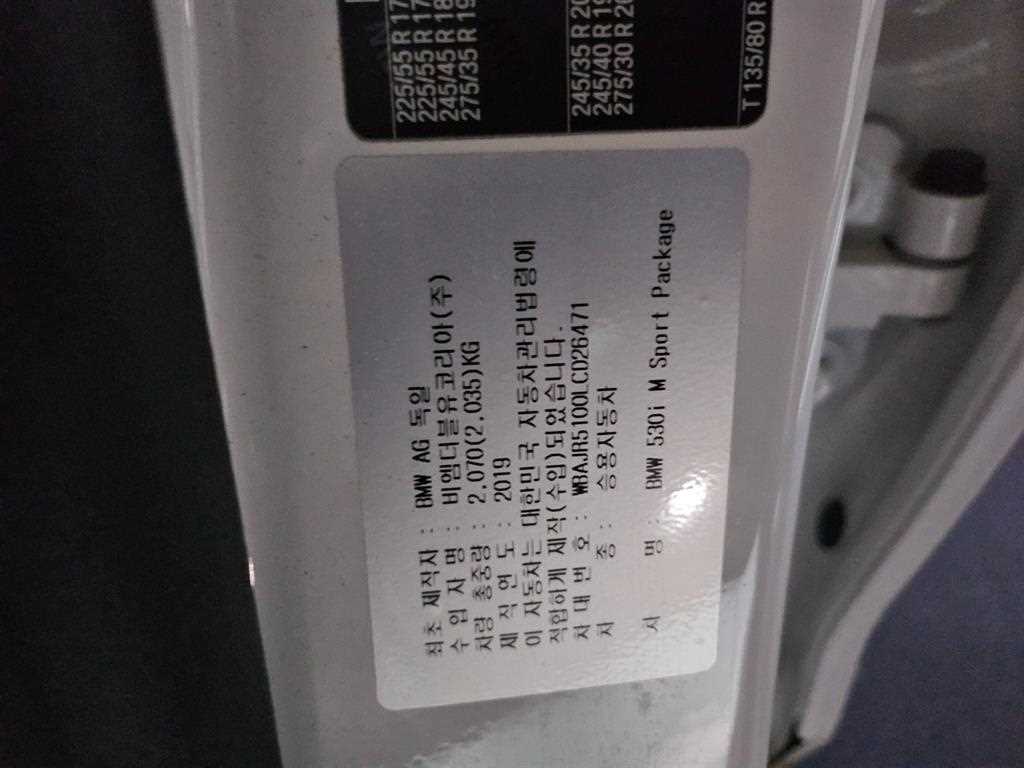 최초 제작자 : BMW AG 독일
수 입 자 명 : 비엠더블유코리아(주)
차량 총중량 : 2,070(2,035)KG
제 작 연 도 : 2019
이 자동차는 대한민국 자동차관리법령에
적합하게 제작(수입)되었습니다.
차 대 번 호 : WBAJR5100LCD26471
차 종 : 승용자동차
차 명 : BMW 530i M Sport Package
225/55 R 17
225/55 R 17
245/45 R 18
275/35 R 19
245/35 R 20
245/40 R 19
275/30 R 20
T 135/80 R